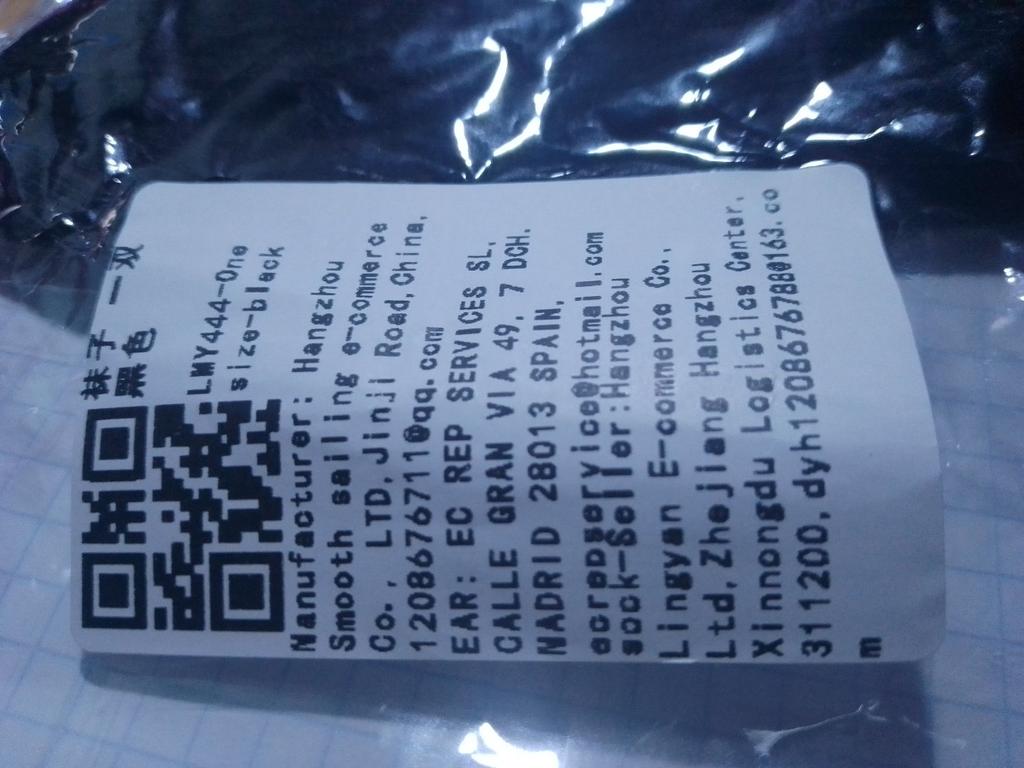 袜子 一双
黑色
LMY444-One
size-black
Manufacturer: Hangzhou
Smooth sailing e-commerce
Co., LTD,Jinji Road,China,
1208676711@qq.com
EAR: EC REP SERVICES SL.
CALLE GRAN VIA 49, 7 DCH.
MADRID 28013 SPAIN,
ecrepservice@hotmail.com
sock-Seller:Hangzhou
Lingyan E-commerce Co.,
Ltd,Zhejiang Hangzhou
Xinnongdu Logistics Center,
311200,dyh12086767880163.co
m